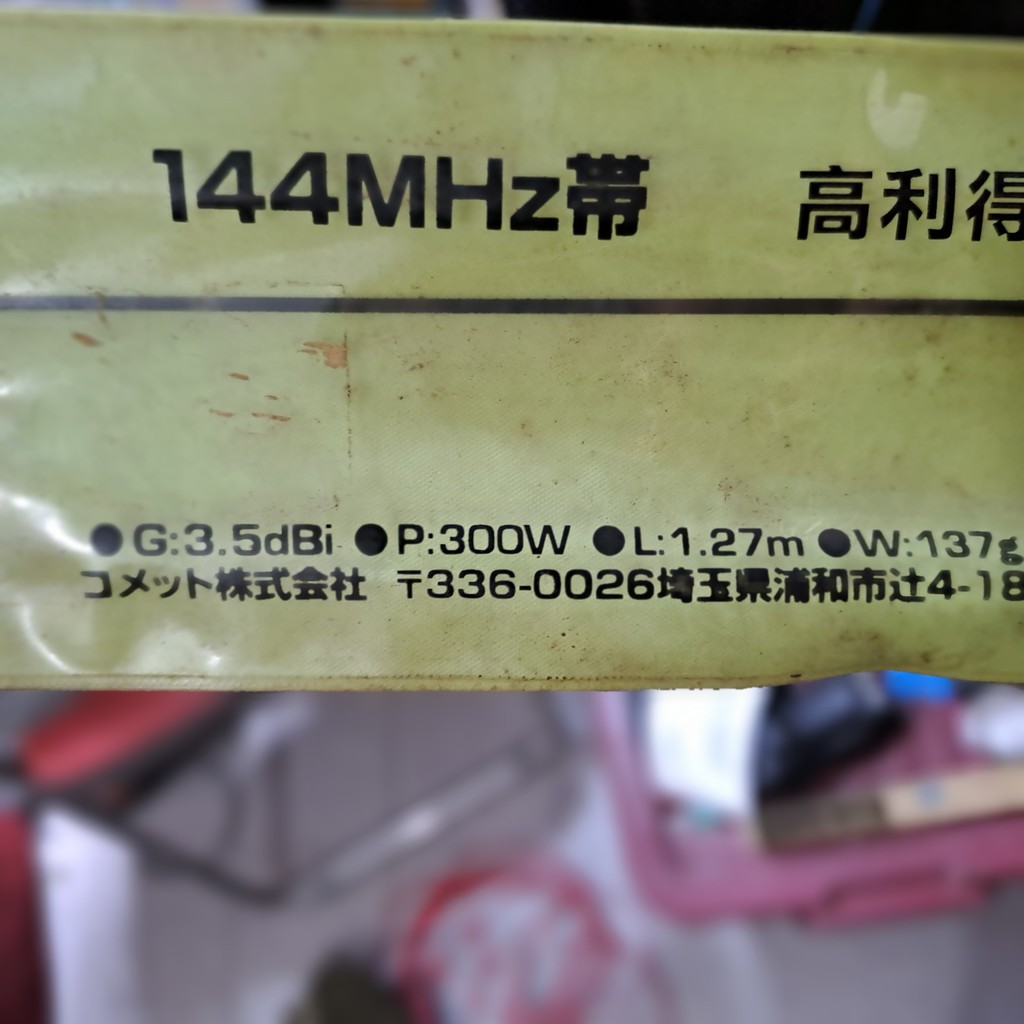 144MHz帯 高利得
●G:3.5dBi ●P:300W ●L:1.27m ●W:137g
コメット株式会社 〒336-0026埼玉県浦和市辻4-18